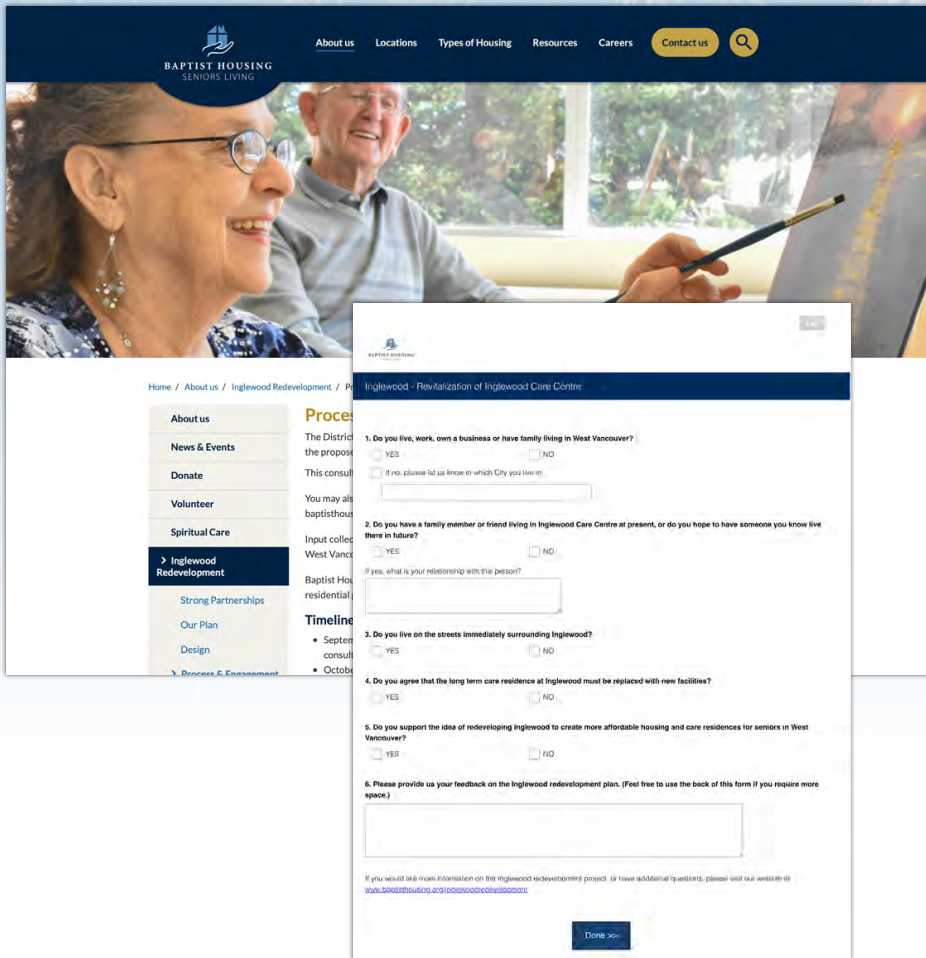 BAPTIST HOUSING
SENIORS LIVING
About us
Locations
Types of Housing
Resources
Careers
Contact us
Home / About us / Inglewood Redevelopment / Pr
About us
News & Events
Donate
Volunteer
Spiritual Care
> Inglewood
Redevelopment
Strong Partnerships
Our Plan
Design
> Process & Engagement
Proces
The District
the propose
This consul
You may als
baptisthous
Input collec
West Vanco
Baptist Hou
residential
Timeline
• Septem
consult
• Octobe
BAPTIST HOUSING
Inglewood - Revitalization of Inglewood Care Centre
1. Do you live, work, own a business or have family living in West Vancouver?
YES
NO
If no, please let us know in which City you live in
2. Do you have a family member or friend living in Inglewood Care Centre at present, or do you hope to have someone you know live
there in future?
YES
NO
If yes, what is your relationship with this person?
3. Do you live on the streets immediately surrounding Inglewood?
YES
NO
4. Do you agree that the long term care residence at Inglewood must be replaced with new facilities?
YES
NO
5. Do you support the idea of redeveloping Inglewood to create more affordable housing and care residences for seniors in West
Vancouver?
YES
NO
6. Please provide us your feedback on the Inglewood redevelopment plan. (Feel free to use the back of this form if you require more
space.)
If you would like more information on the Inglewood redevelopment project, or have additional questions, please visit our website at
www.baptisthousing.org/inglewoodredevelopment
Done >>